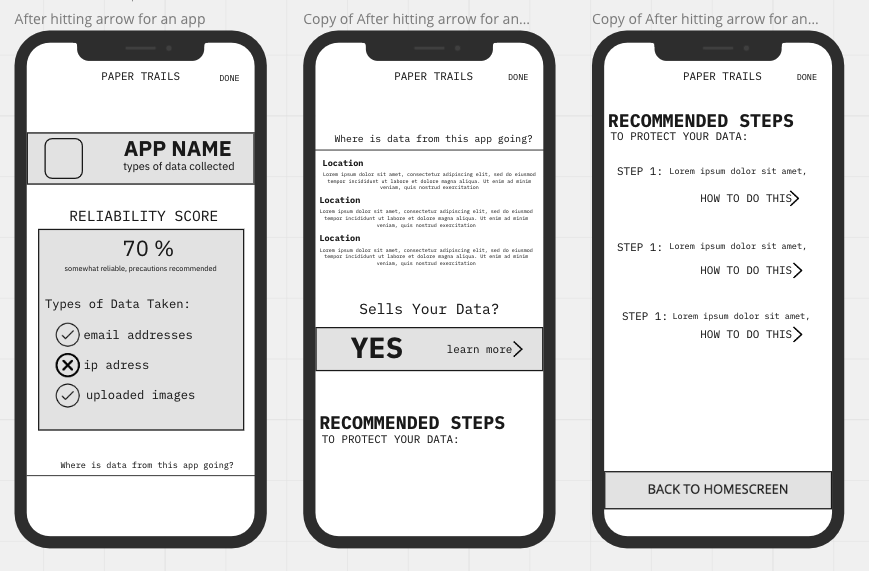 After hitting arrow for an app
PAPER TRAILS
DONE
APP NAME
types of data collected
RELIABILITY SCORE
70 %
somewhat reliable, precautions recommended
Types of Data Taken:
email addresses
ip adress
uploaded images
Where is data from this app going?
Copy of After hitting arrow for an...
PAPER TRAILS
DONE
Where is data from this app going?
Location
Lorem ipsum dolor sit amet, consectetur adipiscing elit, sed do eiusmod
tempor incididunt ut labore et dolore magna aliqua. Ut enim ad minim
veniam, quis nostrud exercitation
Location
Lorem ipsum dolor sit amet, consectetur adipiscing elit, sed do eiusmod
tempor incididunt ut labore et dolore magna aliqua. Ut enim ad minim
veniam, quis nostrud exercitation
Location
Lorem ipsum dolor sit amet, consectetur adipiscing elit, sed do eiusmod
tempor incididunt ut labore et dolore magna aliqua. Ut enim ad minim
veniam, quis nostrud exercitation
Sells Your Data?
YES
learn more
RECOMMENDED STEPS
TO PROTECT YOUR DATA:
Copy of After hitting arrow for an...
PAPER TRAILS
DONE
RECOMMENDED STEPS
TO PROTECT YOUR DATA:
STEP 1: Lorem ipsum dolor sit amet,
HOW TO DO THIS
STEP 1: Lorem ipsum dolor sit amet,
HOW TO DO THIS
STEP 1: Lorem ipsum dolor sit amet,
HOW TO DO THIS
BACK TO HOMESCREEN